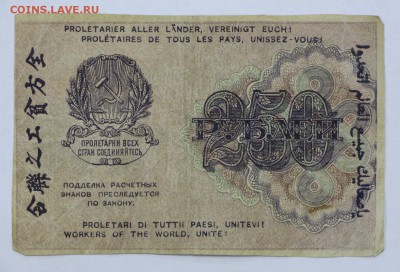 COINS.LAVE.RU
PROLETARIER ALLER LÄNDER, VEREINIGT EUCH!
PROLÉTAIRES DE TOUS LES PAYS, UNISSEZ-VOUS!
250
РУБЛЕЙ
ПРОЛЕТАРИИ ВСЕХ
СТРАН СОЕДИНЯЙТЕСЬ
ПОДДЕЛКА РАСЧЕТНЫХ
ЗНАКОВ ПРЕСЛЕДУЕТСЯ
ПО ЗАКОНУ.
PROLETARI DI TUTTI I PAESI, UNITEVI!
WORKERS OF THE WORLD, UNITE!